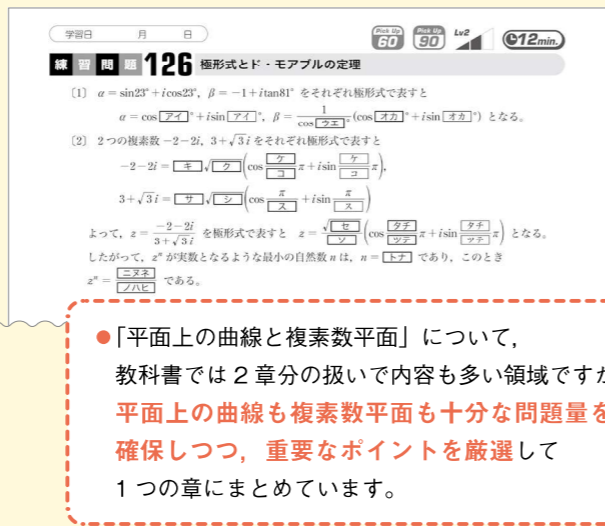 学習日 月 日
Pick Up 60 Pick Up 90 Lv2 12min.
練習問題 126 極形式とド・モアブルの定理
〔1〕 α = sin23° + icos23°, β = −1 + itan81° をそれぞれ極形式で表すと
α = cos アイ° + isin アイ°, β = 1/cos ウエ° (cos オカ° + isin オカ°) となる。
〔2〕 2つの複素数 −2−2i, 3+√3 i をそれぞれ極形式で表すと
−2−2i = キ √ク (cos ケ/コ π + isin ケ/コ π),
3+√3 i = サ √シ (cos π/ス + isin π/ス)
よって, z = (−2−2i)/(3+√3 i) を極形式で表すと z = √セ/ソ (cos タチ/ツテ π + isin タチ/ツテ π) となる。
したがって, zⁿ が実数となるような最小の自然数 n は, n = トナ であり, このとき
zⁿ = ニヌネ/ノハヒ である。
●「平面上の曲線と複素数平面」について,
教科書では2章分の扱いで内容も多い領域ですが
平面上の曲線も複素数平面も十分な問題量を
確保しつつ, 重要なポイントを厳選して
1つの章にまとめています。